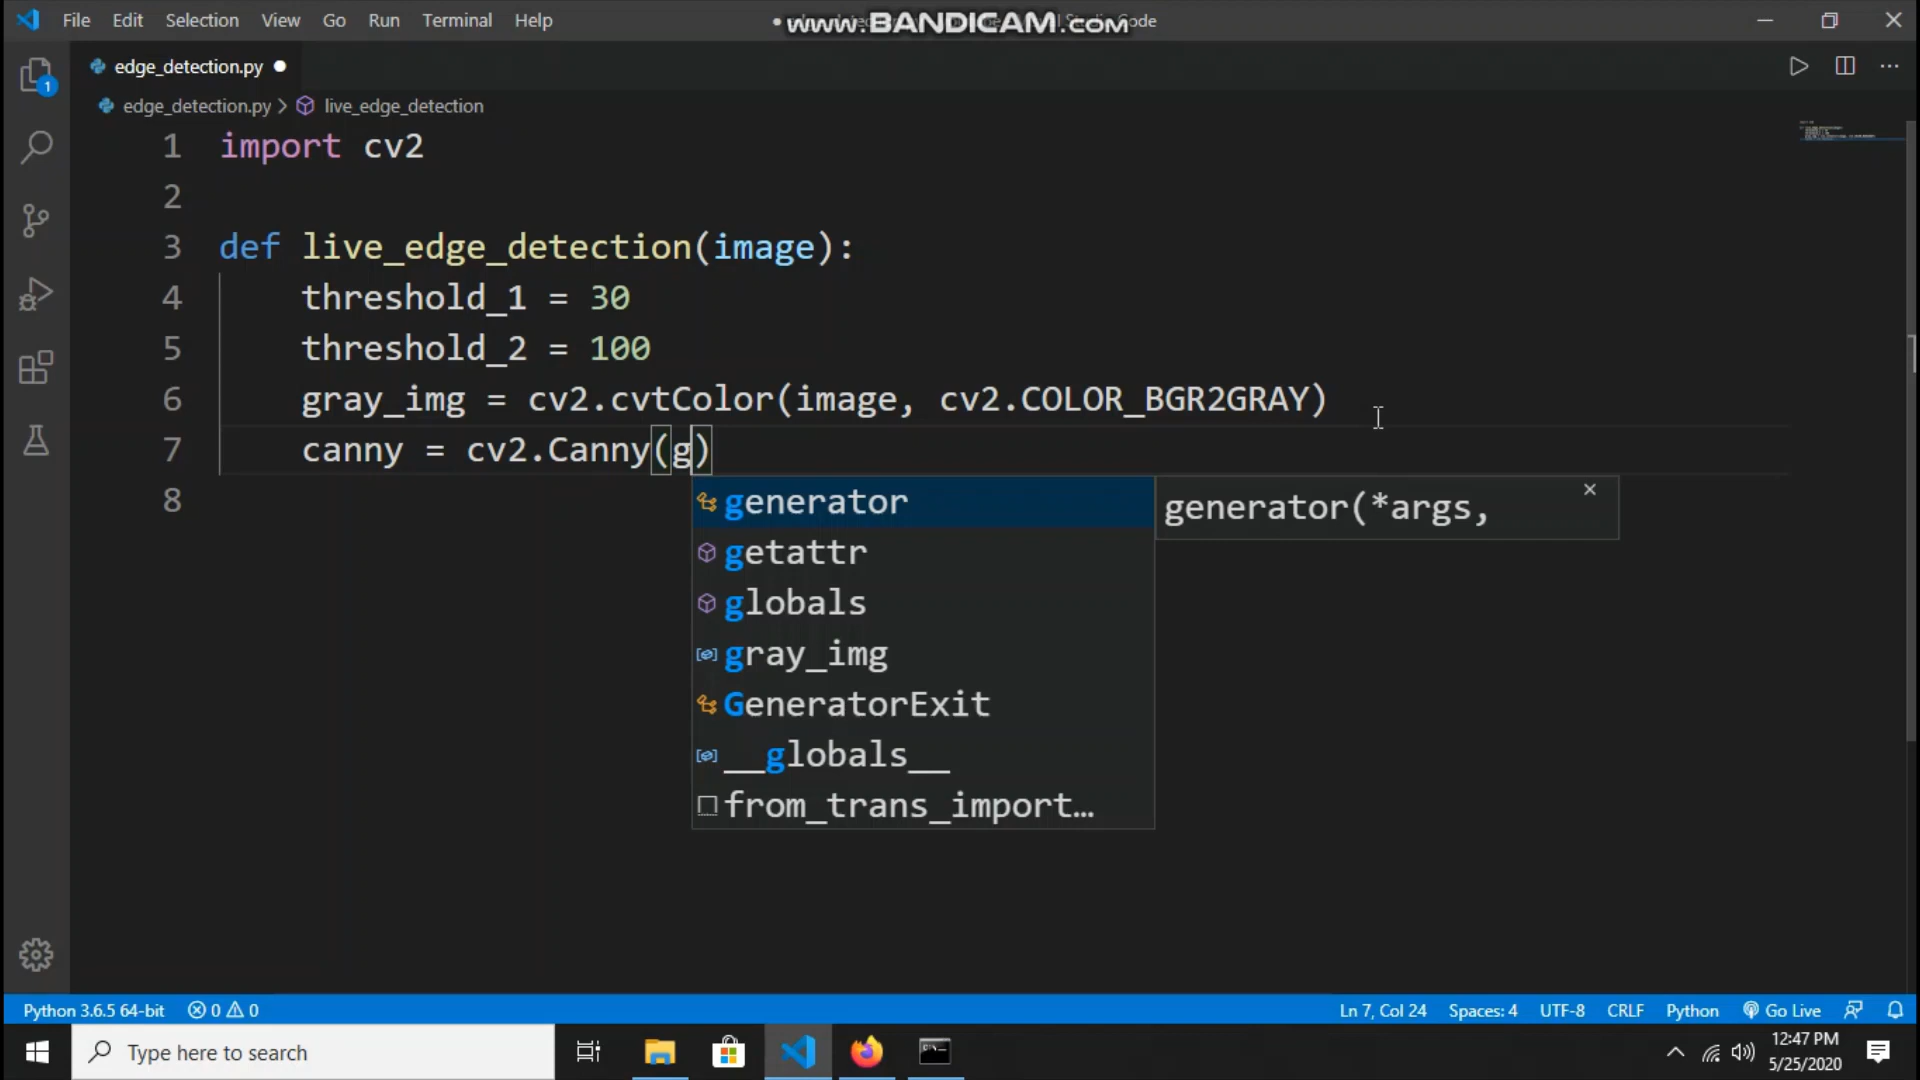 File Edit Selection View Go Run Terminal Help
www.BANDICAM.com
Code
edge_detection.py
1
edge_detection.py > live_edge_detection
1 import cv2
2
3 def live_edge_detection(image):
4 threshold_1 = 30
5 threshold_2 = 100
6 gray_img = cv2.cvtColor(image, cv2.COLOR_BGR2GRAY)
7 canny = cv2.Canny(g)
8
generator
generator(*args,
getattr
globals
gray_img
GeneratorExit
__globals__
from_trans_import…
Python 3.6.5 64-bit 0 0 Ln 7, Col 24 Spaces: 4 UTF-8 CRLF Python Go Live
Type here to search
12:47 PM
5/25/2020